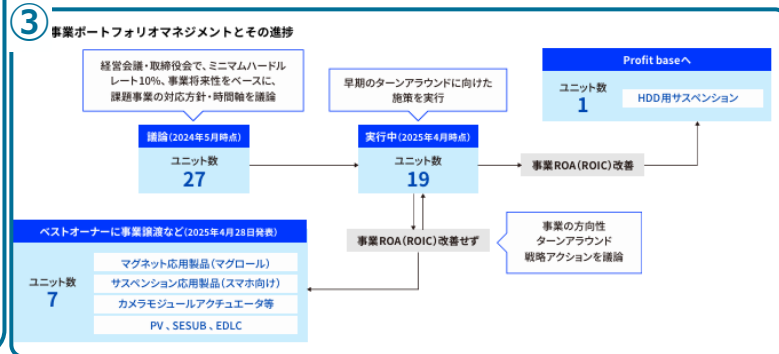 ③ 事業ポートフォリオマネジメントとその進捗
経営会議・取締役会で、ミニマムハードル
レート10%、事業将来性をベースに、
課題事業の対応方針・時間軸を議論
早期のターンアラウンドに向けた
施策を実行
Profit baseへ
ユニット数
1
HDD用サスペンション
議論(2024年5月時点)
ユニット数
27
実行中(2025年4月時点)
ユニット数
19
事業ROA(ROIC)改善
ベストオーナーに事業譲渡など(2025年4月28日発表)
ユニット数
7
マグネット応用製品(マグロール)
サスペンション応用製品(スマホ向け)
カメラモジュールアクチュエータ等
PV 、SESUB 、EDLC
事業ROA(ROIC)改善せず
事業の方向性
ターンアラウンド
戦略アクションを議論